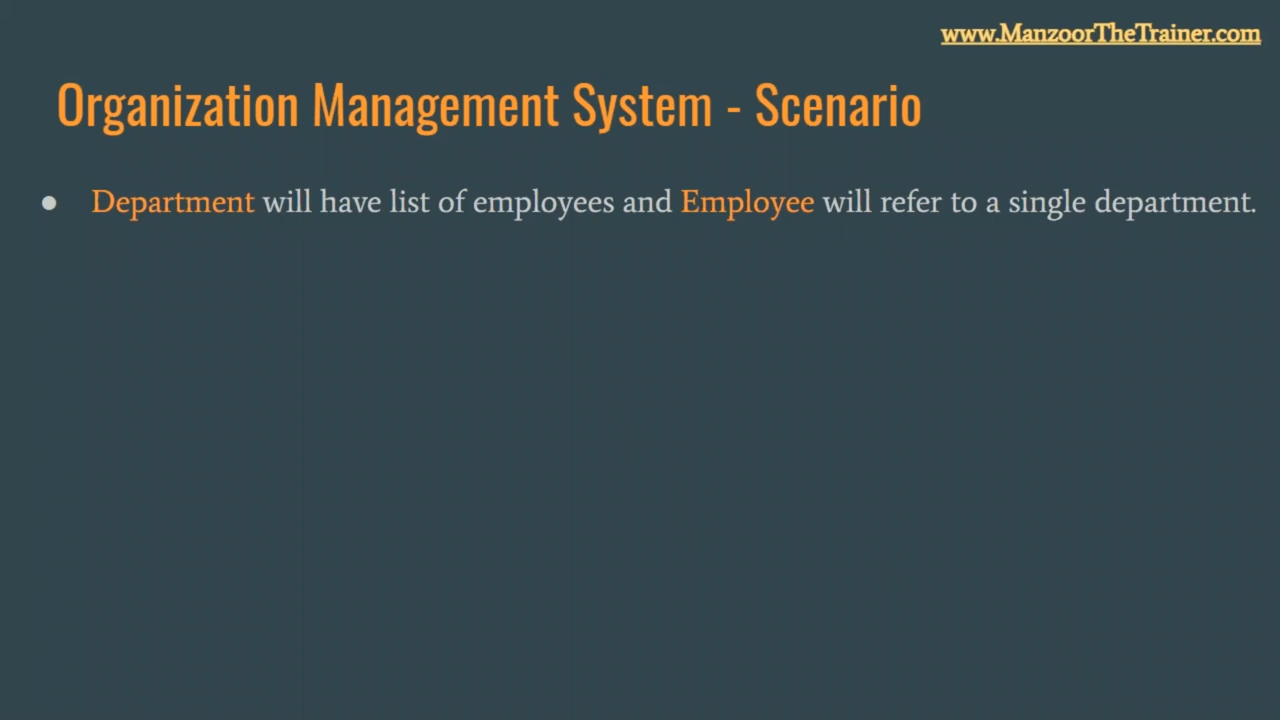 www.ManzoorTheTrainer.com
Organization Management System - Scenario
● Department will have list of employees and Employee will refer to a single department.